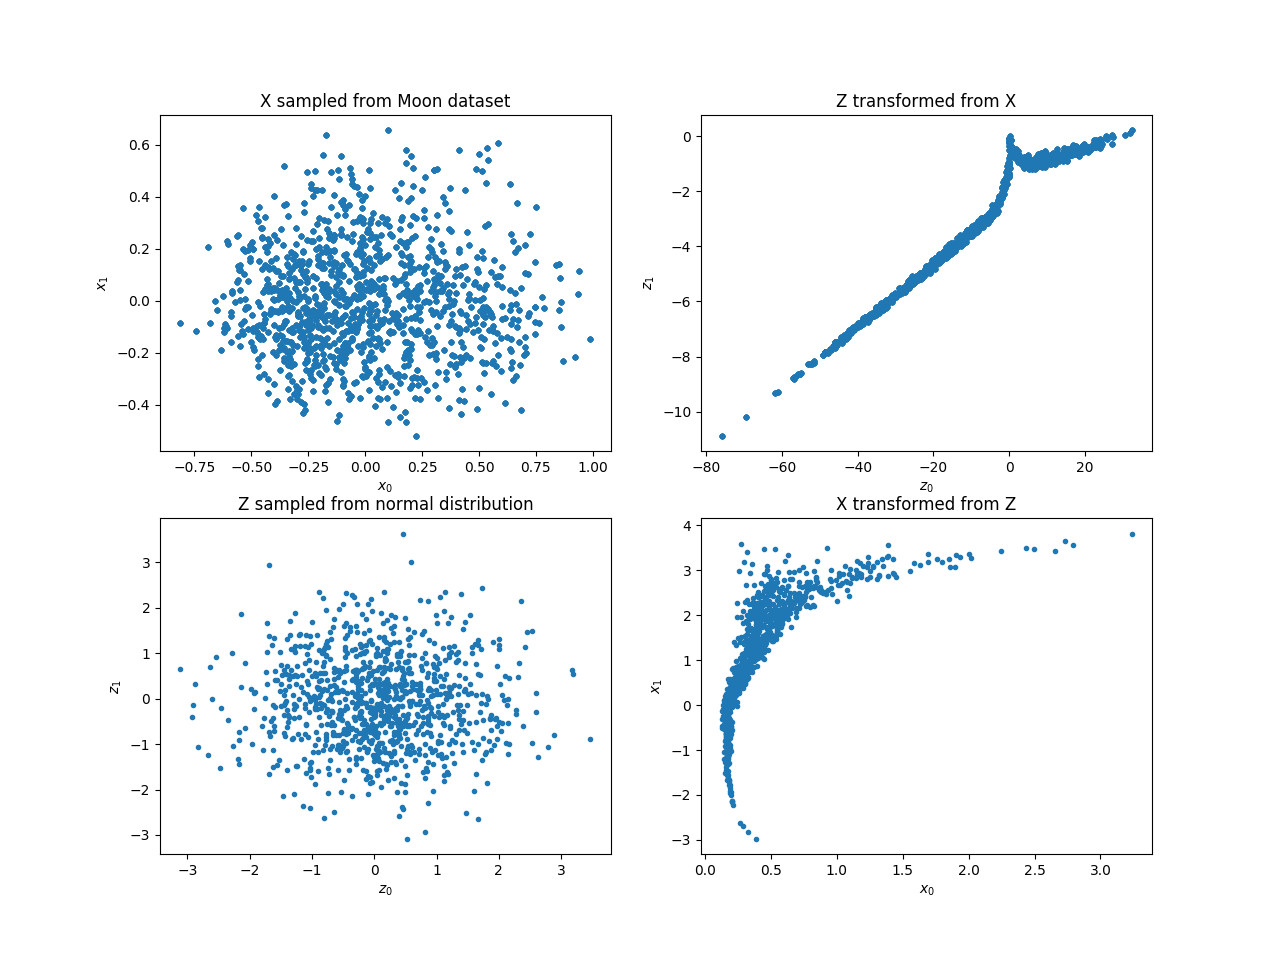 X sampled from Moon dataset
0.6
0.4
0.2
0.0
−0.2
−0.4
x₁
−0.75 −0.50 −0.25 0.00 0.25 0.50 0.75 1.00
x₀
Z transformed from X
0
−2
−4
−6
−8
−10
z₁
−80 −60 −40 −20 0 20
z₀
Z sampled from normal distribution
3
2
1
0
−1
−2
−3
z₁
−3 −2 −1 0 1 2 3
z₀
X transformed from Z
4
3
2
1
0
−1
−2
−3
x₁
0.0 0.5 1.0 1.5 2.0 2.5 3.0
x₀